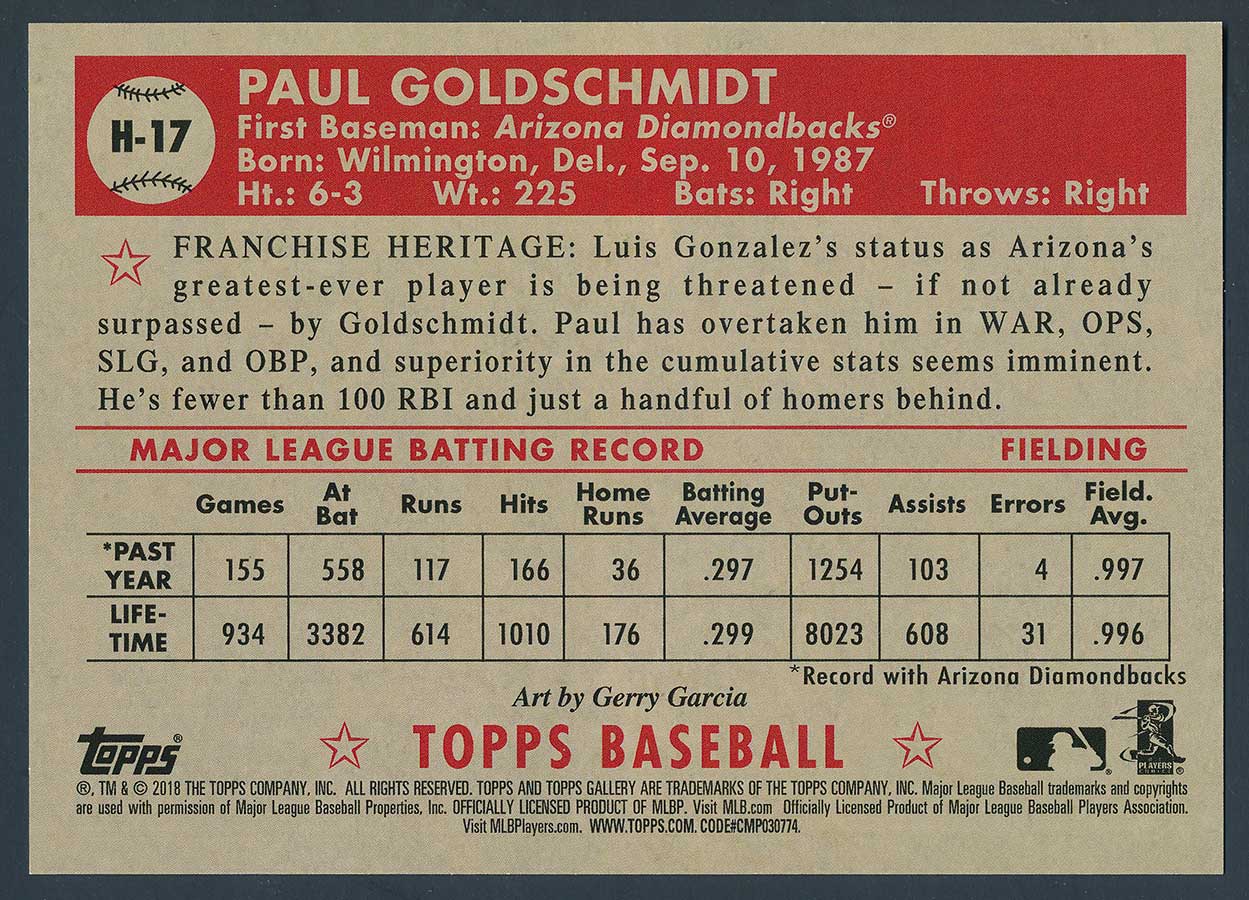 H-17
PAUL GOLDSCHMIDT
First Baseman: Arizona Diamondbacks®
Born: Wilmington, Del., Sep. 10, 1987
Ht.: 6-3 Wt.: 225 Bats: Right Throws: Right
FRANCHISE HERITAGE: Luis Gonzalez's status as Arizona's
greatest-ever player is being threatened – if not already
surpassed – by Goldschmidt. Paul has overtaken him in WAR, OPS,
SLG, and OBP, and superiority in the cumulative stats seems imminent.
He's fewer than 100 RBI and just a handful of homers behind.
MAJOR LEAGUE BATTING RECORD FIELDING
Games At Bat Runs Hits Home Runs Batting Average Put-Outs Assists Errors Field. Avg.
*PAST YEAR 155 558 117 166 36 .297 1254 103 4 .997
LIFE-TIME 934 3382 614 1010 176 .299 8023 608 31 .996
*Record with Arizona Diamondbacks
Art by Gerry Garcia
topps® TOPPS BASEBALL ® PLAYERS CHOICE ®
®, TM & © 2018 THE TOPPS COMPANY, INC. ALL RIGHTS RESERVED. TOPPS AND TOPPS GALLERY ARE TRADEMARKS OF THE TOPPS COMPANY, INC. Major League Baseball trademarks and copyrights
are used with permission of Major League Baseball Properties, Inc. OFFICIALLY LICENSED PRODUCT OF MLBP. Visit MLB.com Officially Licensed Product of Major League Baseball Players Association.
Visit MLBPlayers.com. WWW.TOPPS.COM. CODE#CMP030774.